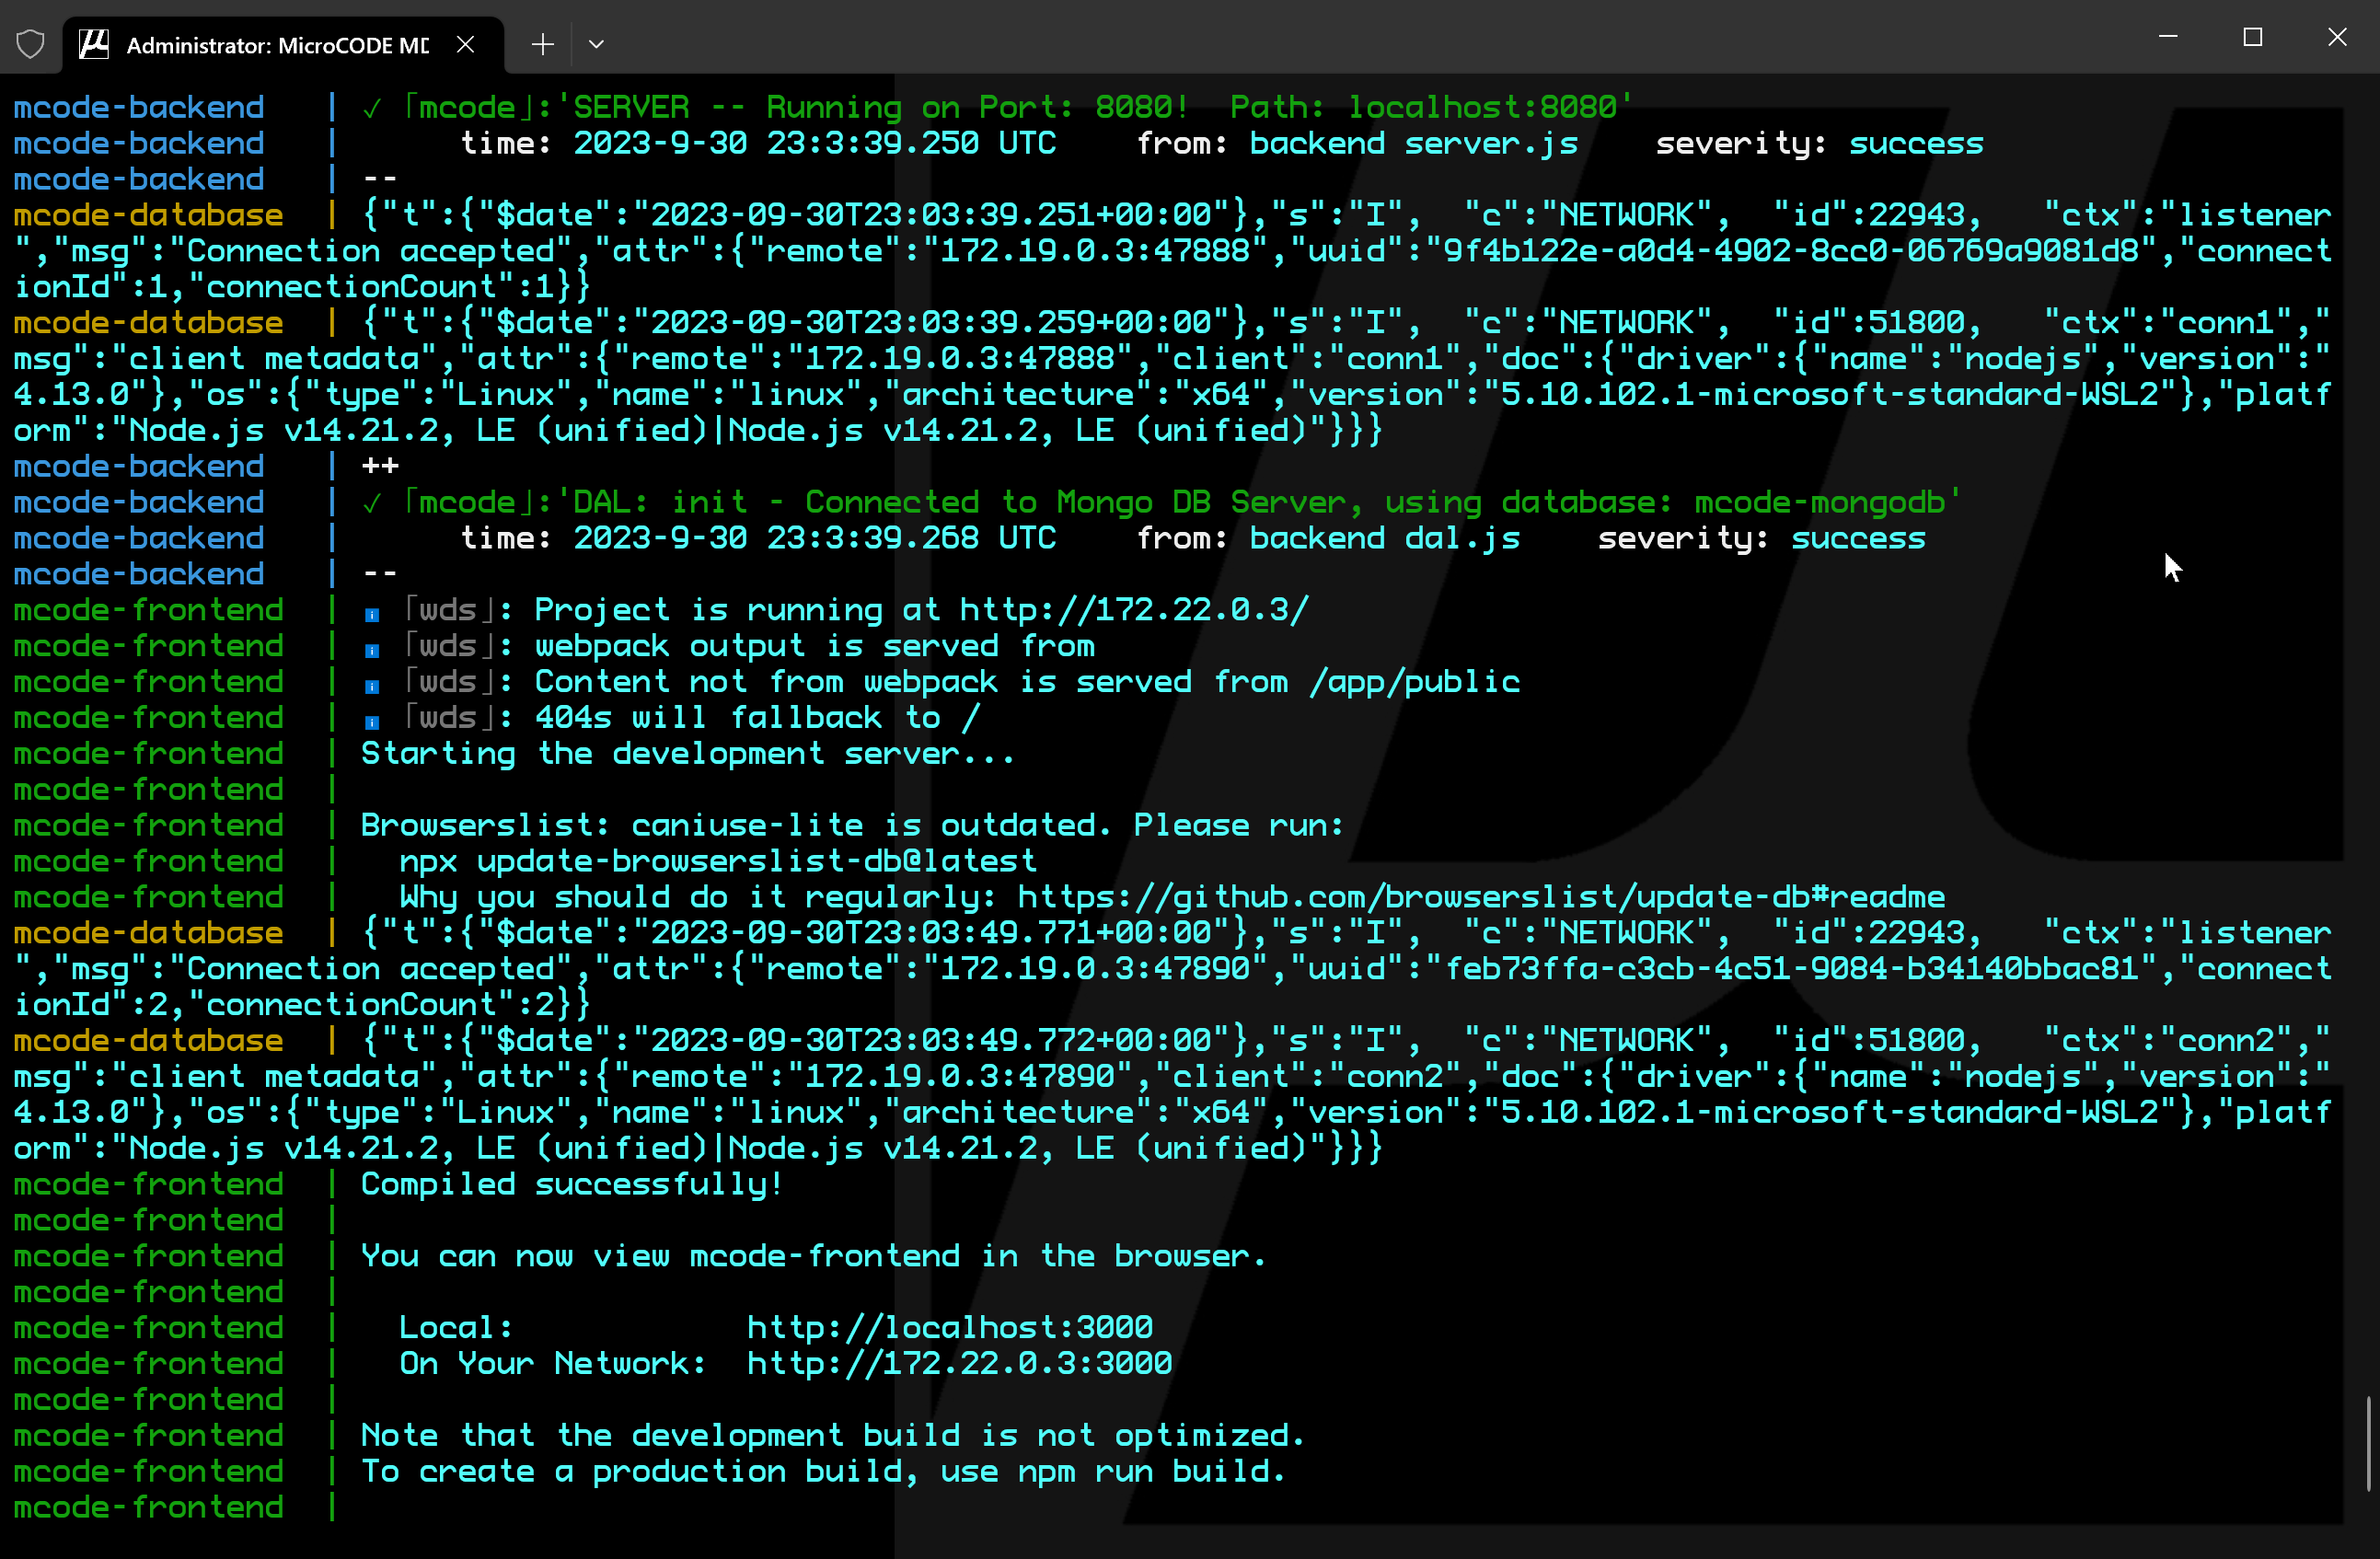 μ Administrator: MicroCODE MD
mcode-backend | ✓ ｢mcode｣:'SERVER -- Running on Port: 8080! Path: localhost:8080'
mcode-backend | time: 2023-9-30 23:3:39.250 UTC from: backend server.js severity: success
mcode-backend | --
mcode-database | {"t":{"$date":"2023-09-30T23:03:39.251+00:00"},"s":"I", "c":"NETWORK", "id":22943, "ctx":"listener
","msg":"Connection accepted","attr":{"remote":"172.19.0.3:47888","uuid":"9f4b122e-a0d4-4902-8cc0-06769a9081d8","connect
ionId":1,"connectionCount":1}}
mcode-database | {"t":{"$date":"2023-09-30T23:03:39.259+00:00"},"s":"I", "c":"NETWORK", "id":51800, "ctx":"conn1","
msg":"client metadata","attr":{"remote":"172.19.0.3:47888","client":"conn1","doc":{"driver":{"name":"nodejs","version":"
4.13.0"},"os":{"type":"Linux","name":"linux","architecture":"x64","version":"5.10.102.1-microsoft-standard-WSL2"},"platf
orm":"Node.js v14.21.2, LE (unified)|Node.js v14.21.2, LE (unified)"}}}
mcode-backend | ++
mcode-backend | ✓ ｢mcode｣:'DAL: init - Connected to Mongo DB Server, using database: mcode-mongodb'
mcode-backend | time: 2023-9-30 23:3:39.268 UTC from: backend dal.js severity: success
mcode-backend | --
mcode-frontend | ℹ ｢wds｣: Project is running at http://172.22.0.3/
mcode-frontend | ℹ ｢wds｣: webpack output is served from
mcode-frontend | ℹ ｢wds｣: Content not from webpack is served from /app/public
mcode-frontend | ℹ ｢wds｣: 404s will fallback to /
mcode-frontend | Starting the development server...
mcode-frontend |
mcode-frontend | Browserslist: caniuse-lite is outdated. Please run:
mcode-frontend | npx update-browserslist-db@latest
mcode-frontend | Why you should do it regularly: https://github.com/browserslist/update-db#readme
mcode-database | {"t":{"$date":"2023-09-30T23:03:49.771+00:00"},"s":"I", "c":"NETWORK", "id":22943, "ctx":"listener
","msg":"Connection accepted","attr":{"remote":"172.19.0.3:47890","uuid":"feb73ffa-c3cb-4c51-9084-b34140bbac81","connect
ionId":2,"connectionCount":2}}
mcode-database | {"t":{"$date":"2023-09-30T23:03:49.772+00:00"},"s":"I", "c":"NETWORK", "id":51800, "ctx":"conn2","
msg":"client metadata","attr":{"remote":"172.19.0.3:47890","client":"conn2","doc":{"driver":{"name":"nodejs","version":"
4.13.0"},"os":{"type":"Linux","name":"linux","architecture":"x64","version":"5.10.102.1-microsoft-standard-WSL2"},"platf
orm":"Node.js v14.21.2, LE (unified)|Node.js v14.21.2, LE (unified)"}}}
mcode-frontend | Compiled successfully!
mcode-frontend |
mcode-frontend | You can now view mcode-frontend in the browser.
mcode-frontend |
mcode-frontend | Local: http://localhost:3000
mcode-frontend | On Your Network: http://172.22.0.3:3000
mcode-frontend |
mcode-frontend | Note that the development build is not optimized.
mcode-frontend | To create a production build, use npm run build.
mcode-frontend |